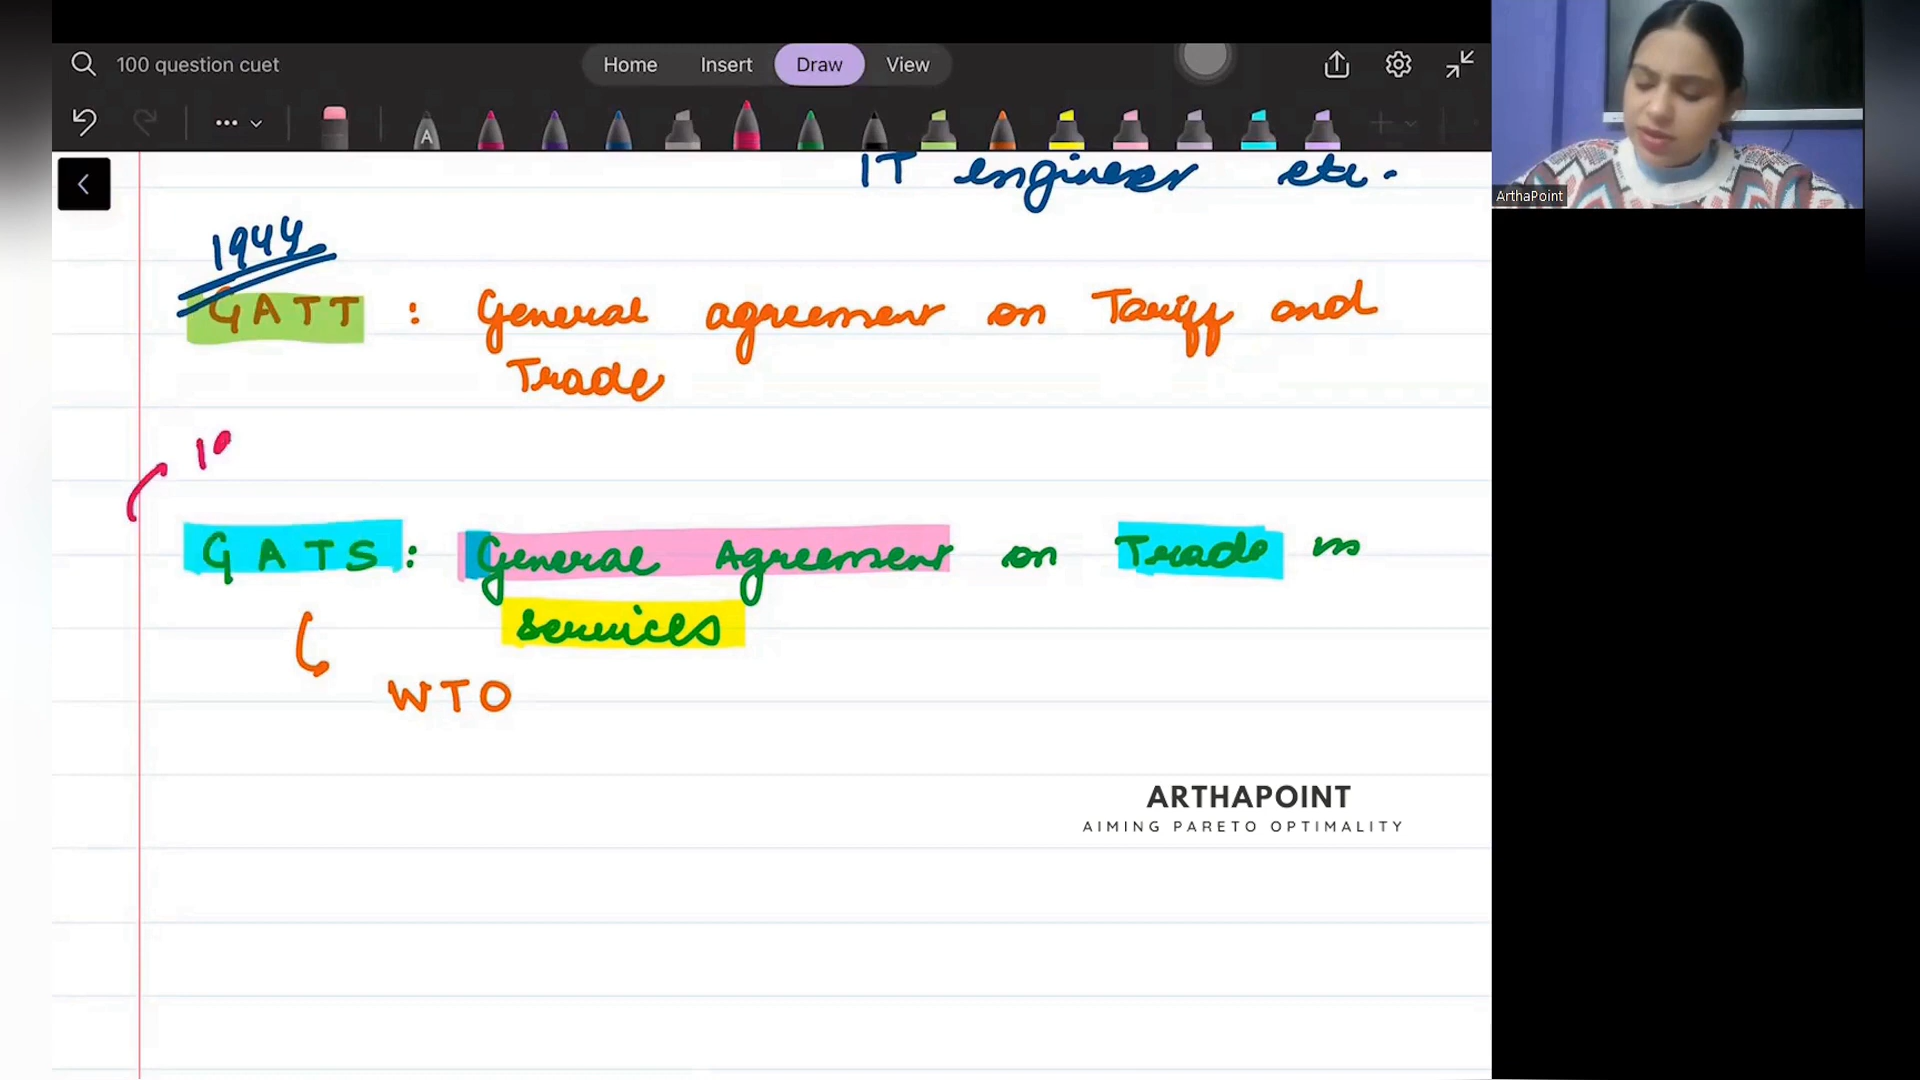 100 question cuet
Home Insert Draw View
A
ArthaPoint
IT engineer etc.
1944
GATT : General agreement on Tariff and
Trade
GATS : General Agreement on Trade in
Services
WTO
ARTHAPOINT
AIMING PARETO OPTIMALITY